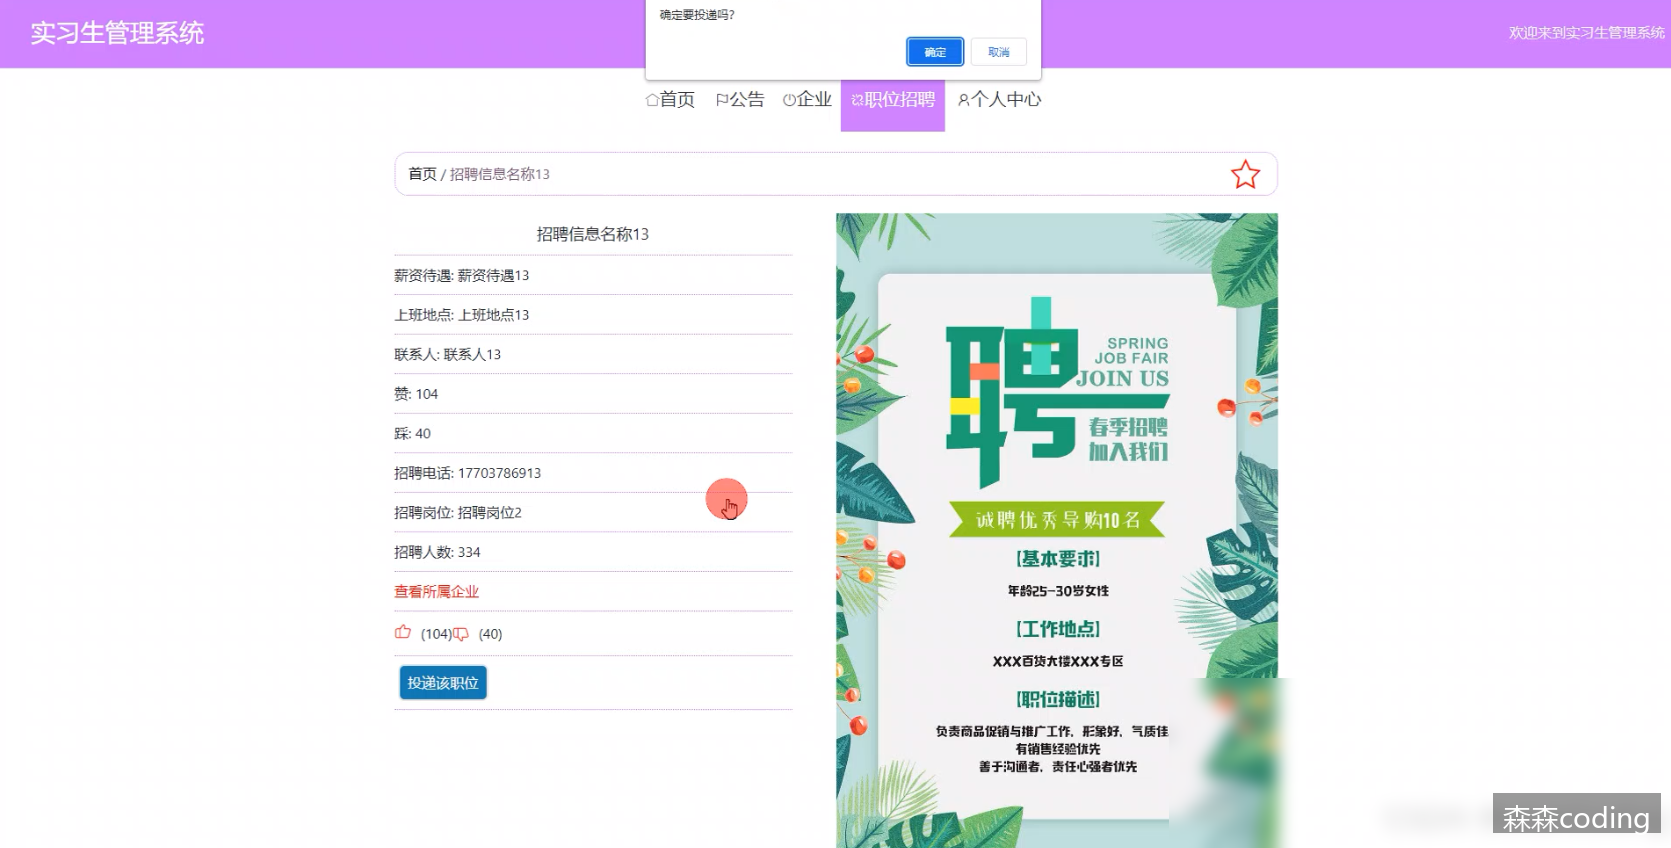 实习生管理系统
欢迎来到实习生管理系统
确定要投递吗?
确定 取消
首页 公告 企业 职位招聘 个人中心
首页 / 招聘信息名称13
招聘信息名称13
薪资待遇: 薪资待遇13
上班地点: 上班地点13
联系人: 联系人13
赞: 104
踩: 40
招聘电话: 17703786913
招聘岗位: 招聘岗位2
招聘人数: 334
查看所属企业
(104) (40)
投递该职位
聘
SPRING
JOB FAIR
JOIN US
春季招聘
加入我们
诚聘优秀导购10名
【基本要求】
年龄25-30岁女性
【工作地点】
XXX百货大楼XXX专区
【职位描述】
负责商品促销与推广工作，形象好，气质佳
有销售经验优先
善于沟通者，责任心强者优先
森森coding